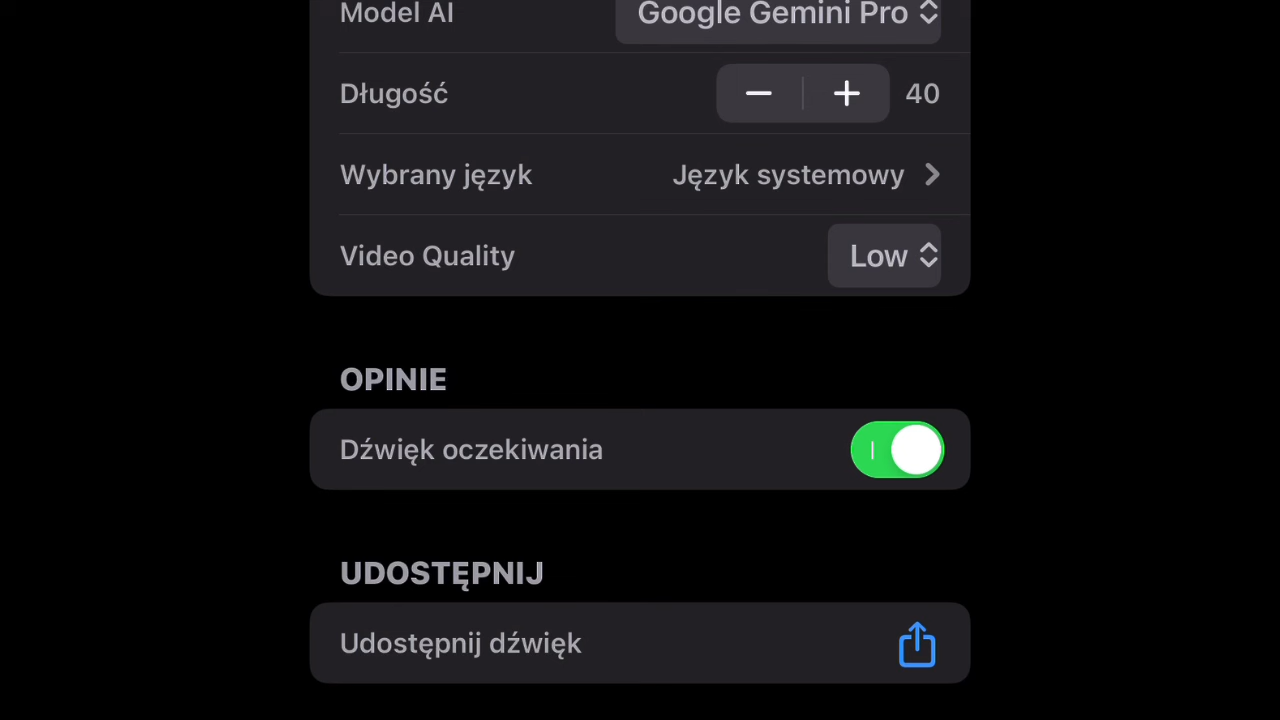 Model AI Google Gemini Pro
Długość 40
Wybrany język Język systemowy
Video Quality Low
OPINIE
Dźwięk oczekiwania
UDOSTĘPNIJ
Udostępnij dźwięk